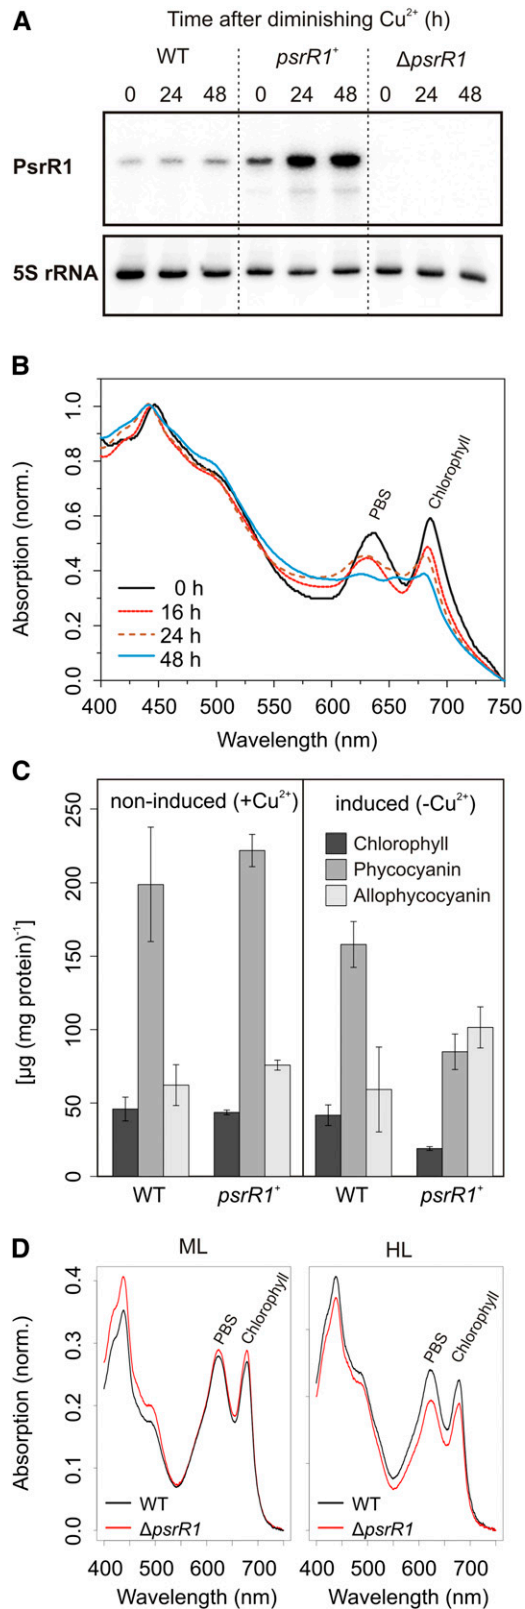 A
Time after diminishing Cu²⁺ (h)
WT psrR1⁺ ΔpsrR1
0 24 48 0 24 48 0 24 48
PsrR1
5S rRNA
B
Absorption (norm.)
1.0
0.8
0.6
0.4
0.2
0.0
PBS
Chlorophyll
0 h
16 h
24 h
48 h
400 450 500 550 600 650 700 750
Wavelength (nm)
C
[µg (mg protein)⁻¹]
250
200
150
100
50
0
non-induced (+Cu²⁺)
induced (-Cu²⁺)
Chlorophyll
Phycocyanin
Allophycocyanin
WT psrR1⁺ WT psrR1⁺
D
ML
HL
Absorption (norm.)
0.4
0.3
0.2
0.1
0.0
PBS
Chlorophyll
WT
ΔpsrR1
PBS
Chlorophyll
WT
ΔpsrR1
400 500 600 700
400 500 600 700
Wavelength (nm)
Wavelength (nm)